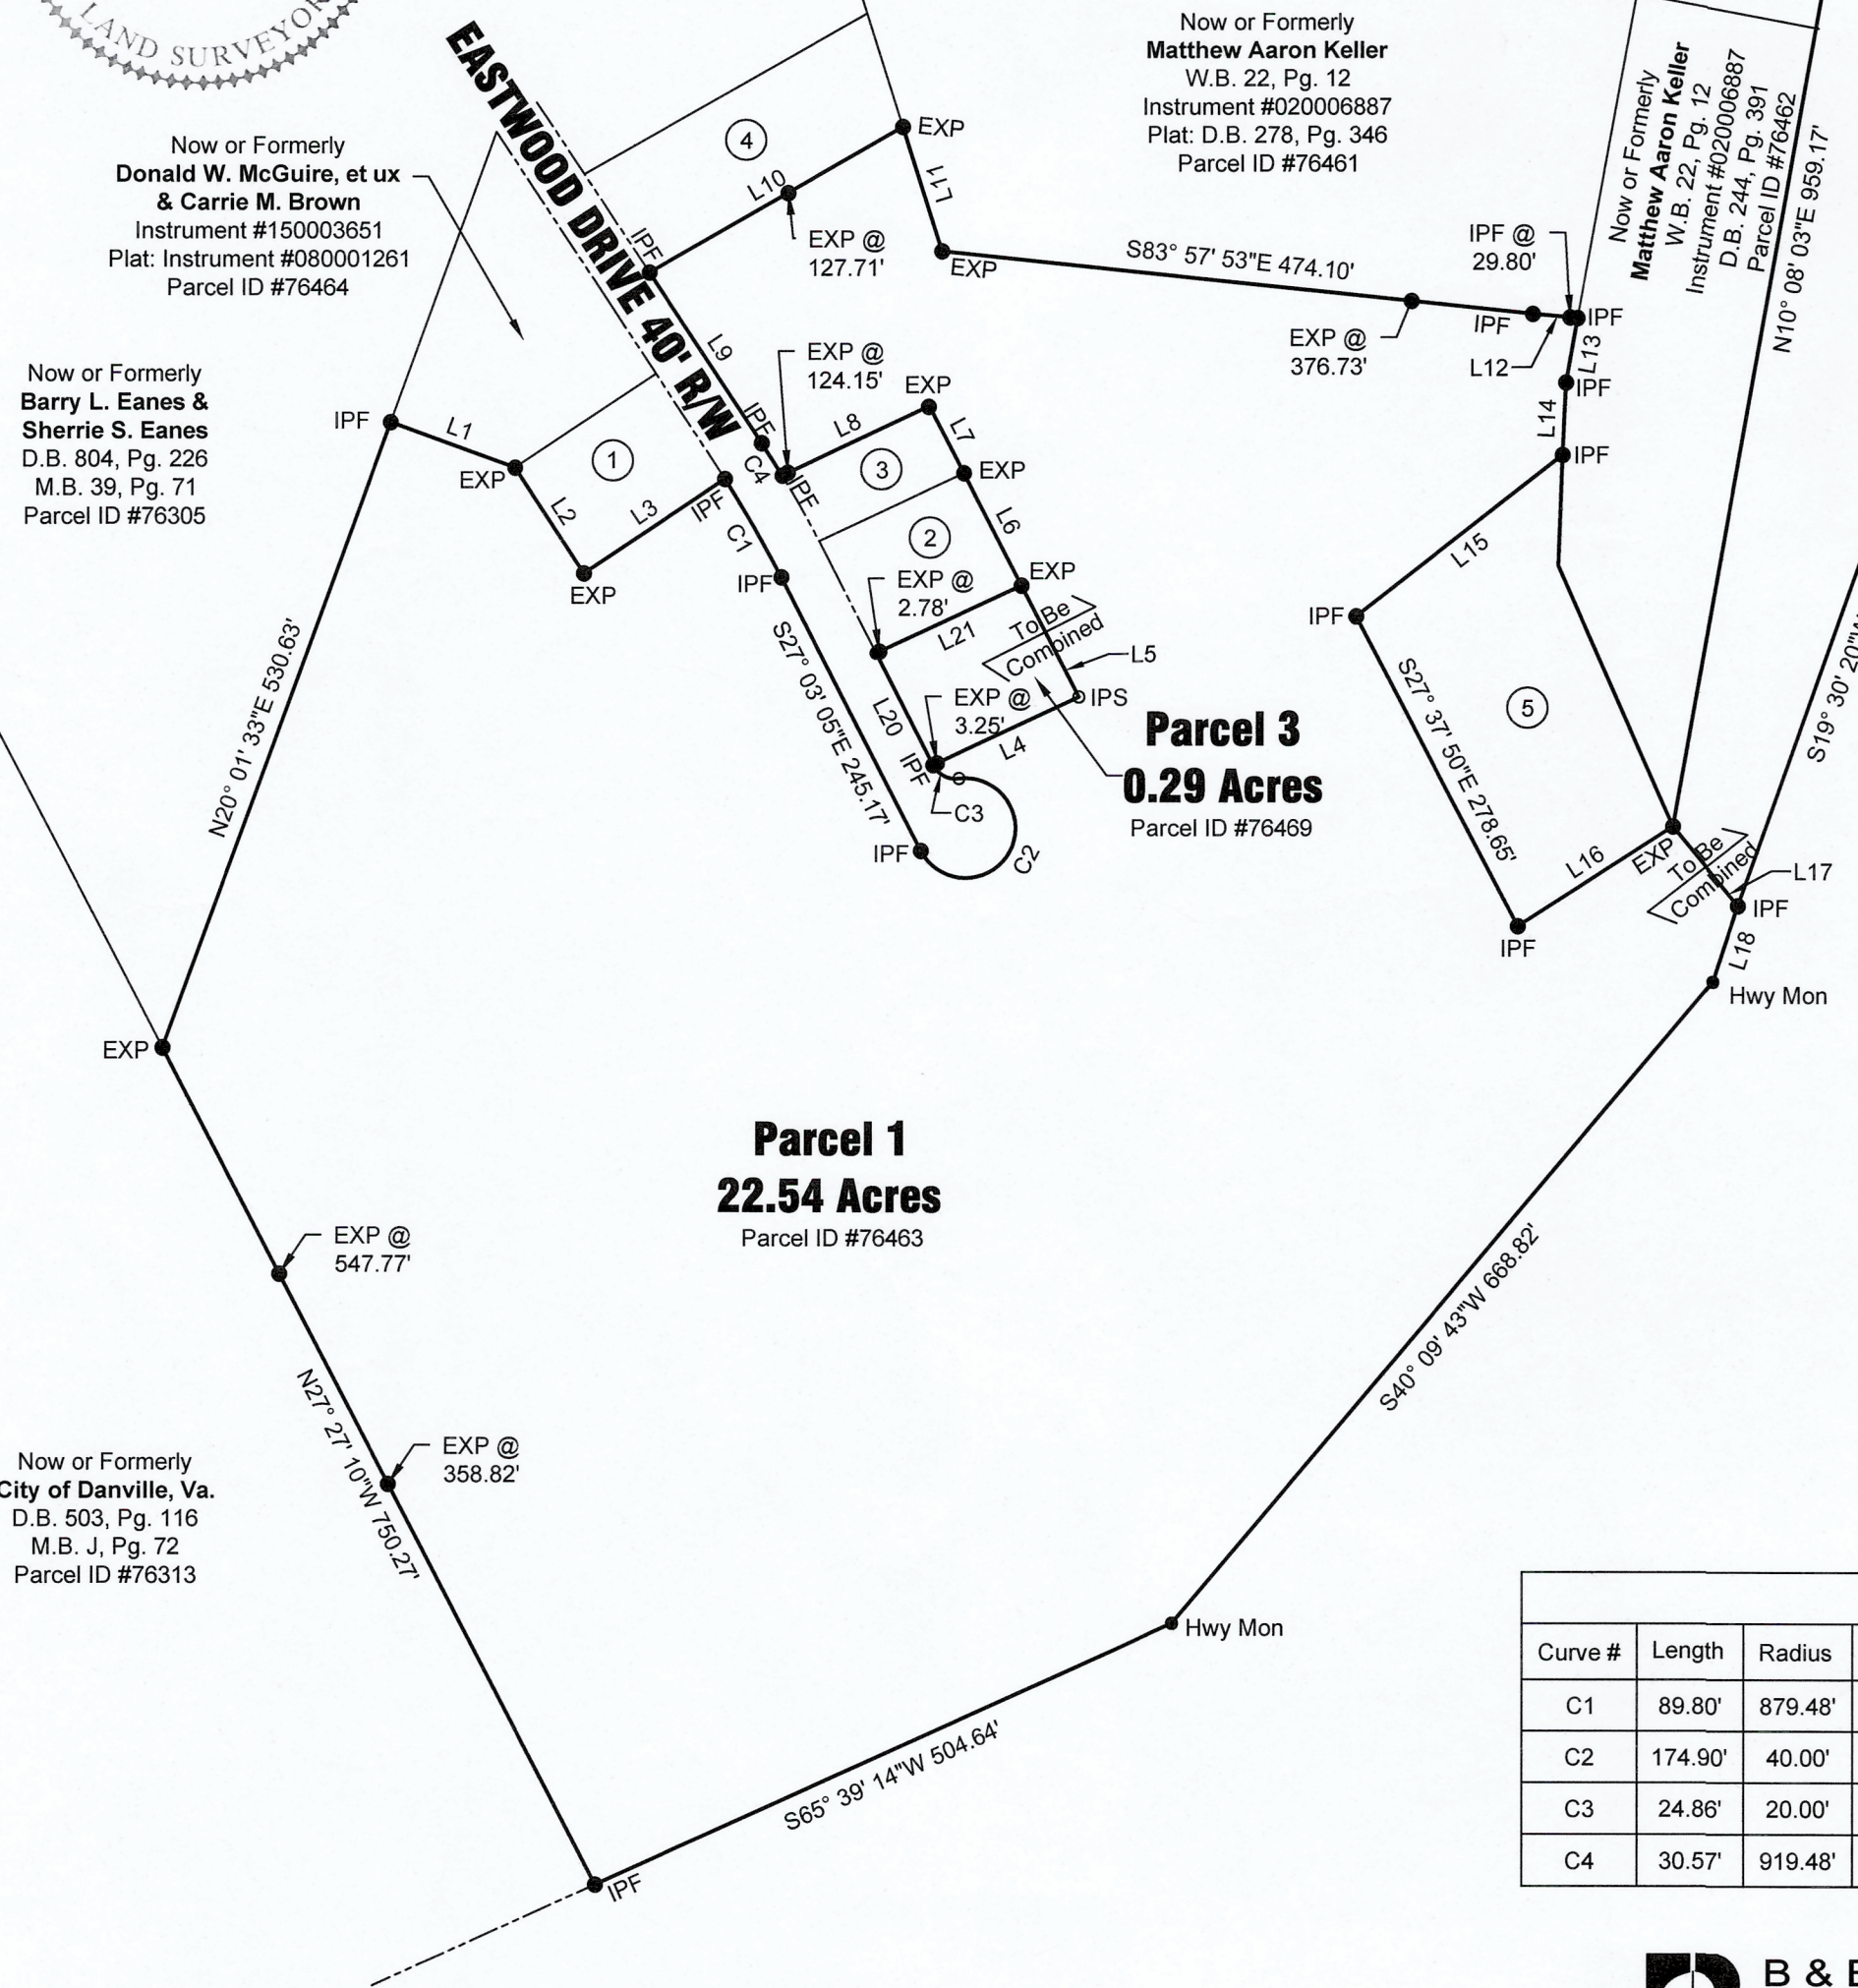 LAND SURVEYOR
EASTWOOD DRIVE 40' R/W
Now or Formerly
Donald W. McGuire, et ux
& Carrie M. Brown
Instrument #150003651
Plat: Instrument #080001261
Parcel ID #76464
Now or Formerly
Matthew Aaron Keller
W.B. 22, Pg. 12
Instrument #020006887
Plat: D.B. 278, Pg. 346
Parcel ID #76461
Now or Formerly
Matthew Aaron Keller
W.B. 22, Pg. 12
Instrument #020006887
D.B. 244, Pg. 391
Parcel ID #76462
N10° 08' 03"E 959.17'
4
EXP
L10
L11
EXP @
127.71'
IPF
EXP
S83° 57' 53"E 474.10'
IPF @
29.80'
IPF
IPF
EXP @
376.73'
L12
L13
IPF
L14
IPF
L9
EXP @
124.15'
EXP
IPF
L8
L7
C4
3
EXP
IPF
Now or Formerly
Barry L. Eanes &
Sherrie S. Eanes
D.B. 804, Pg. 226
M.B. 39, Pg. 71
Parcel ID #76305
IPF
L1
EXP
1
L2
L3
IPF
EXP
C1
IPF
2
L6
EXP
EXP @
2.78'
L21
To Be
Combined
L5
L20
EXP @
3.25'
IPS
L4
IPF
C3
C2
IPF
S27° 03' 05"E 245.17'
Parcel 3
0.29 Acres
Parcel ID #76469
L15
IPF
S27° 37' 50"E 278.65'
5
S19° 30' 20"W
L16
EXP
To Be
Combined
L17
IPF
IPF
L18
Hwy Mon
N20° 01' 33"E 530.63'
EXP
Parcel 1
22.54 Acres
Parcel ID #76463
EXP @
547.77'
EXP @
358.82'
N27° 27' 10"W 750.27'
S40° 09' 43"W 668.82'
Now or Formerly
City of Danville, Va.
D.B. 503, Pg. 116
M.B. J, Pg. 72
Parcel ID #76313
Hwy Mon
S65° 39' 14"W 504.64'
IPF
Curve # Length Radius
C1 89.80' 879.48'
C2 174.90' 40.00'
C3 24.86' 20.00'
C4 30.57' 919.48'
B &